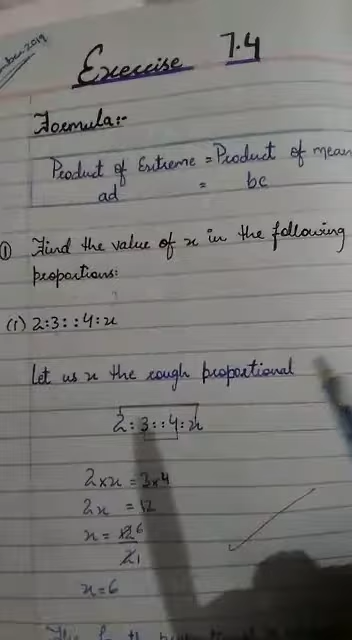 Exercise 7.4
Formula:-
Product of Extreme = Product of mean
ad = bc
① Find the value of x in the following
proportions:
(i) 2:3::4:x
Let us x the rough proportional
2:3::4:x
2×x = 3×4
2x = 12
x = 12 6
2 1
x=6